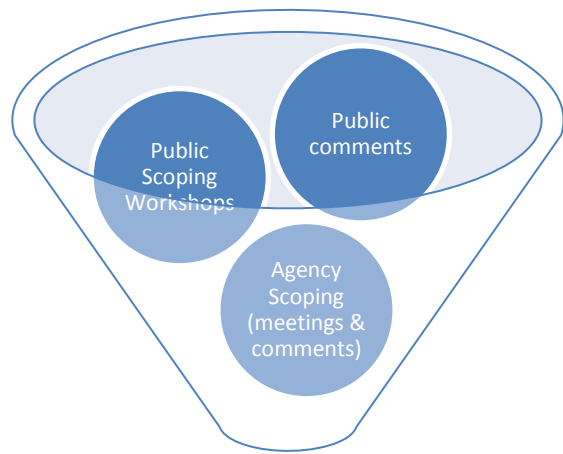 Public
Scoping
Workshops
Public
comments
Agency
Scoping
(meetings &
comments)